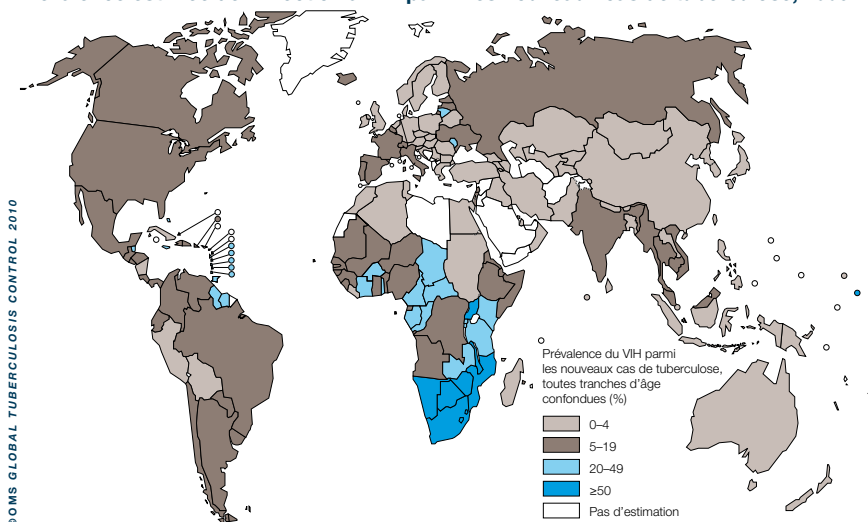 ©OMS GLOBAL TUBERCULOSIS CONTROL 2010
Prévalence du VIH parmi
les nouveaux cas de tuberculose,
toutes tranches d'âge
confondues (%)
0–4
5–19
20–49
≥50
Pas d'estimation